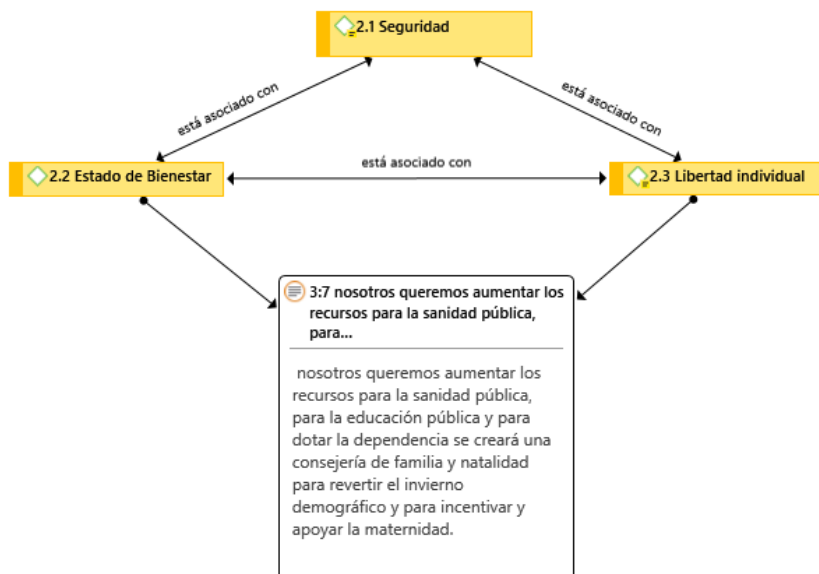 2.1 Seguridad
está asociado con
está asociado con
está asociado con
2.2 Estado de Bienestar
2.3 Libertad individual
3:7 nosotros queremos aumentar los
recursos para la sanidad pública,
para...
nosotros queremos aumentar los
recursos para la sanidad pública,
para la educación pública y para
dotar la dependencia se creará una
consejería de familia y natalidad
para revertir el invierno
demográfico y para incentivar y
apoyar la maternidad.